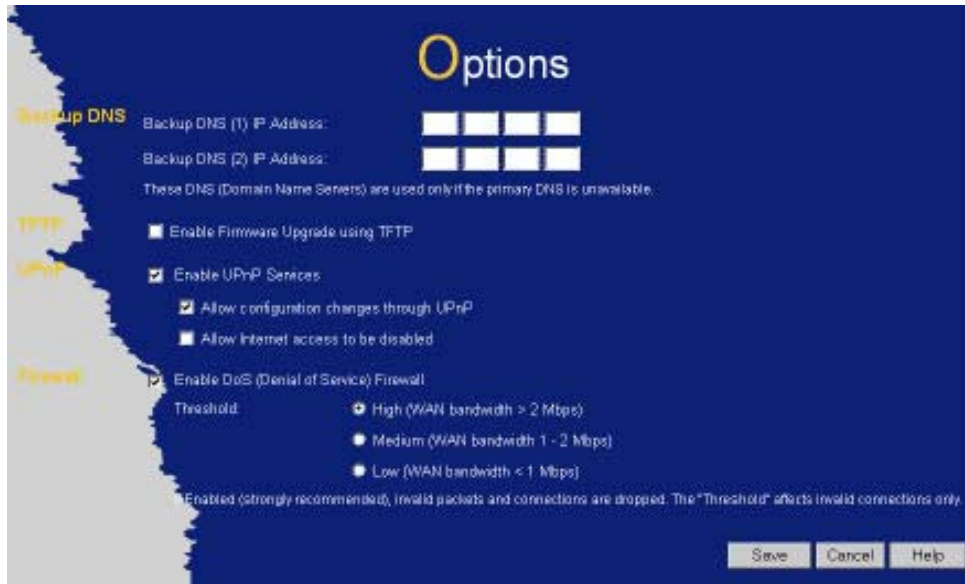 Options
Backup DNS
Backup DNS (1) IP Address:
Backup DNS (2) IP Address:
These DNS (Domain Name Servers) are used only if the primary DNS is unavailable.
TFTP
Enable Firmware Upgrade using TFTP
UPnP
Enable UPnP Services
Allow configuration changes through UPnP
Allow Internet access to be disabled
Firewall
Enable DoS (Denial of Service) Firewall
Threshold:
High (WAN bandwidth > 2 Mbps)
Medium (WAN bandwidth 1 - 2 Mbps)
Low (WAN bandwidth < 1 Mbps)
Enabled (strongly recommended), invalid packets and connections are dropped. The "Threshold" affects invalid connections only.
Save Cancel Help